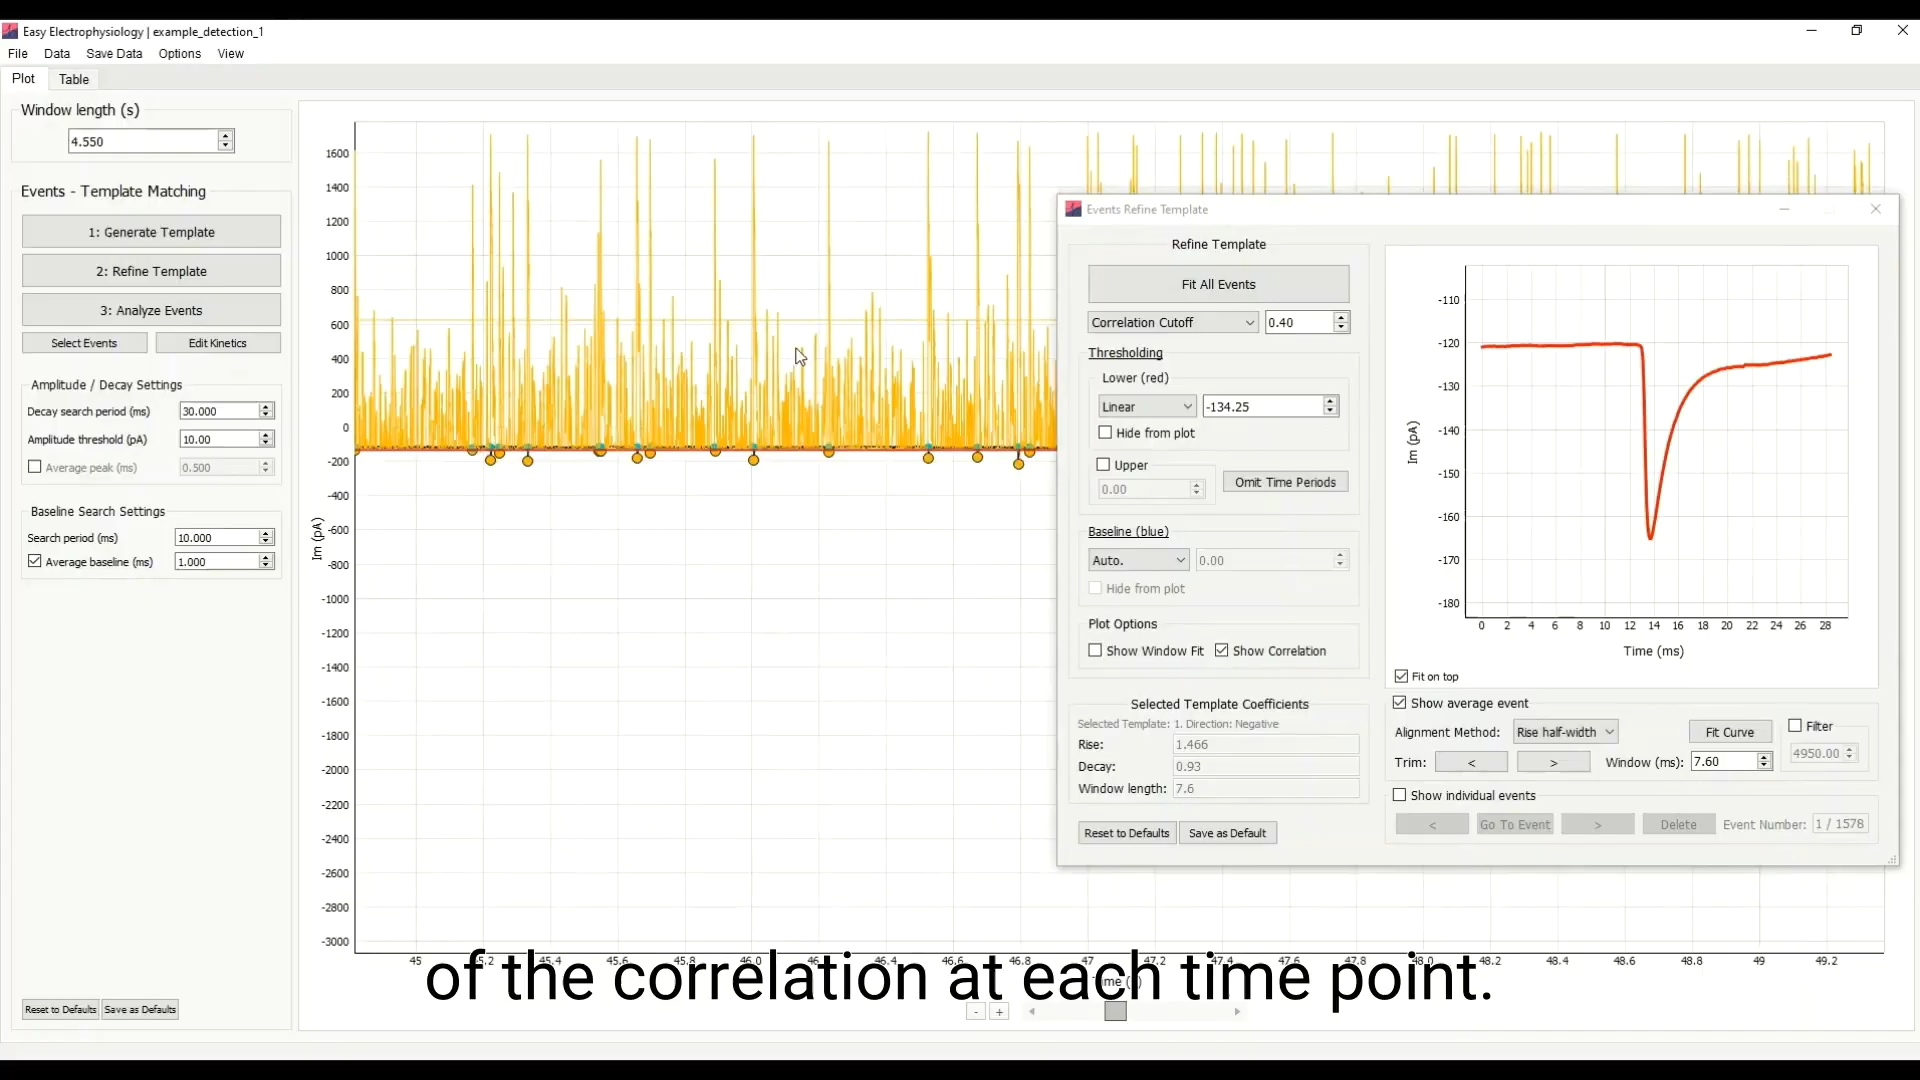 Easy Electrophysiology | example_detection_1
File Data Save Data Options View
Plot Table
Window length (s)
4.550
Events - Template Matching
1: Generate Template
2: Refine Template
3: Analyze Events
Select Events Edit Kinetics
Amplitude / Decay Settings
Decay search period (ms) 30.000
Amplitude threshold (pA) 10.00
Average peak (ms) 0.500
Baseline Search Settings
Search period (ms) 10.000
Average baseline (ms) 1.000
Reset to Defaults Save as Defaults
Im (pA)
1600
1400
1200
1000
800
600
400
200
0
-200
-400
-600
-800
-1000
-1200
-1400
-1600
-1800
-2000
-2200
-2400
-2600
-2800
-3000
45 45.4 45.6 45.8 46.0 46.4 46.6 46.8 47 47.2 47.4 47.6 47.8 48.0 48.2 48.4 48.6 48.8 49 49.2
- +
Events Refine Template
Refine Template
Fit All Events
Correlation Cutoff 0.40
Thresholding
Lower (red)
Linear -134.25
Hide from plot
Upper
0.00 Omit Time Periods
Baseline (blue)
Auto. 0.00
Hide from plot
Plot Options
Show Window Fit Show Correlation
Selected Template Coefficients
Selected Template: 1. Direction: Negative
Rise: 1.466
Decay: 0.93
Window length: 7.6
Reset to Defaults Save as Default
Im (pA)
-110
-120
-130
-140
-150
-160
-170
-180
0 2 4 6 8 10 12 14 16 18 20 22 24 26 28
Time (ms)
Fit on top
Show average event
Alignment Method: Rise half-width Fit Curve Filter
Trim: < > Window (ms): 7.60 4950.00
Show individual events
< Go To Event > Delete Event Number: 1 / 1578
of the correlation at each time point.